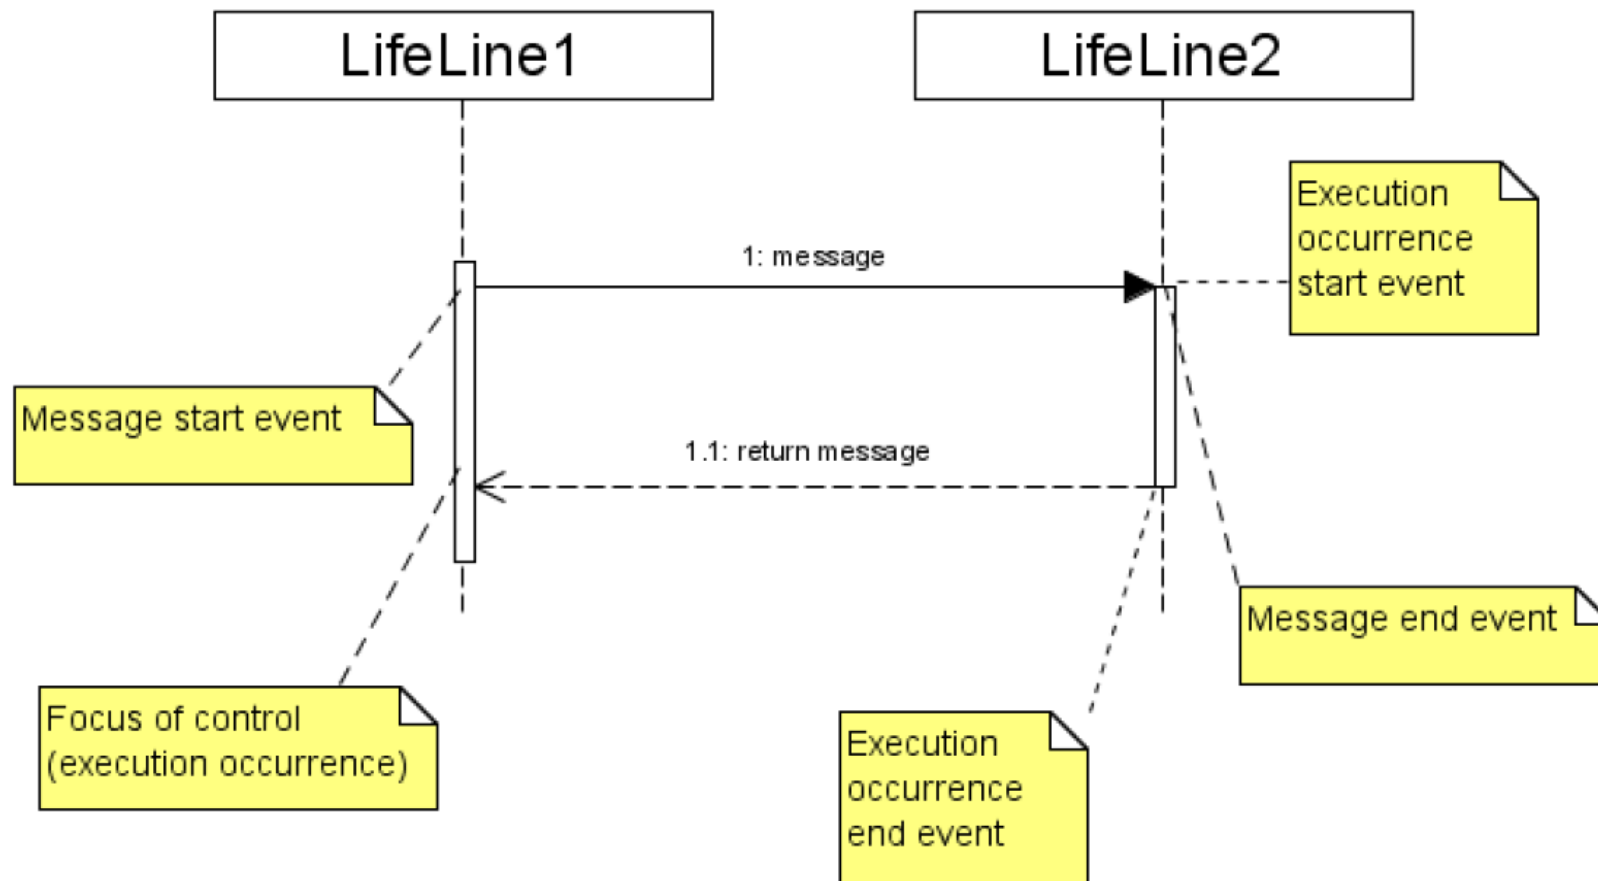 LifeLine1
LifeLine2
Execution
occurrence
start event
1: message
Message start event
1.1: return message
Message end event
Focus of control
(execution occurrence)
Execution
occurrence
end event